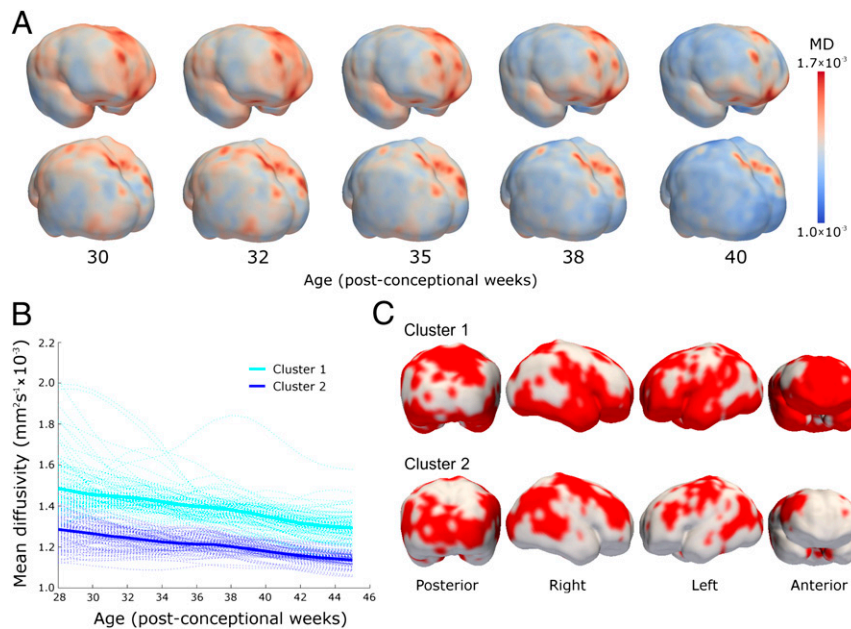 A
MD
1.7×10⁻³
1.0×10⁻³
30 32 35 38 40
Age (post-conceptional weeks)
B
Mean diffusivity (mm²s⁻¹×10⁻³)
2.0
1.8
1.6
1.4
1.2
1.0
Cluster 1
Cluster 2
28 30 32 34 36 38 40 42 44 46
Age (post-conceptional weeks)
C
Cluster 1
Cluster 2
Posterior Right Left Anterior